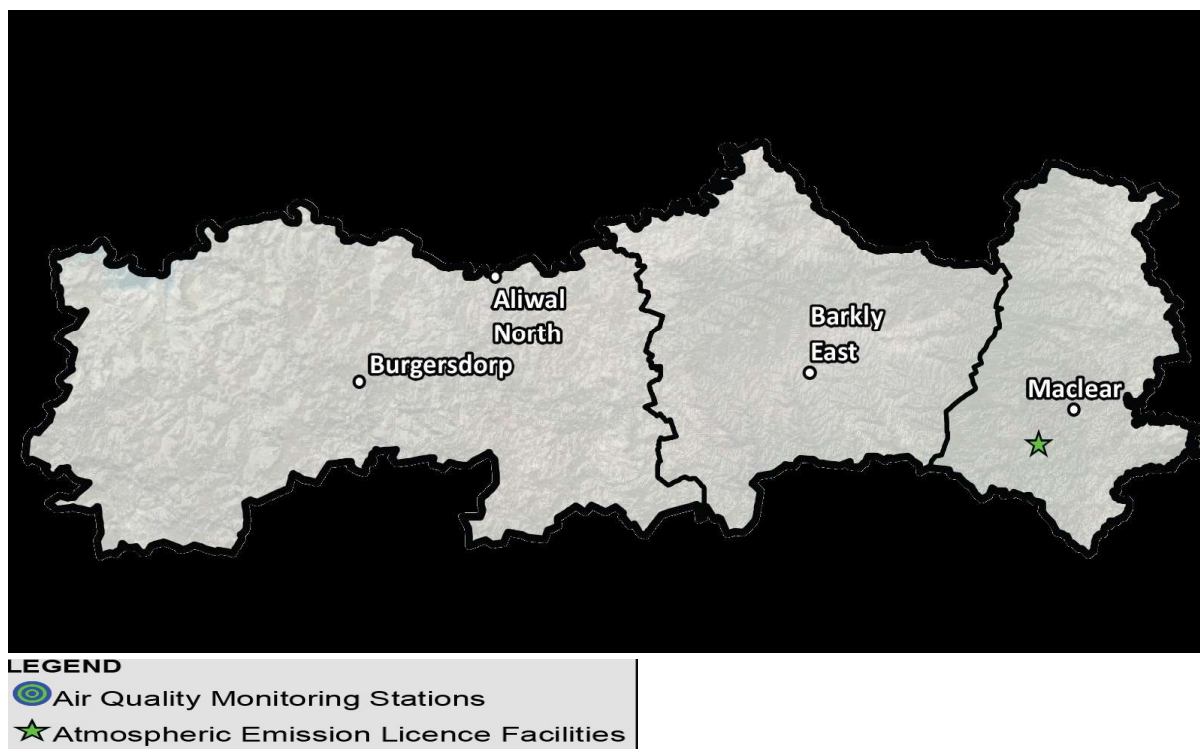 Aliwal
North
Barkly
East
Burgersdorp
Maclear
LEGEND
Air Quality Monitoring Stations
Atmospheric Emission Licence Facilities